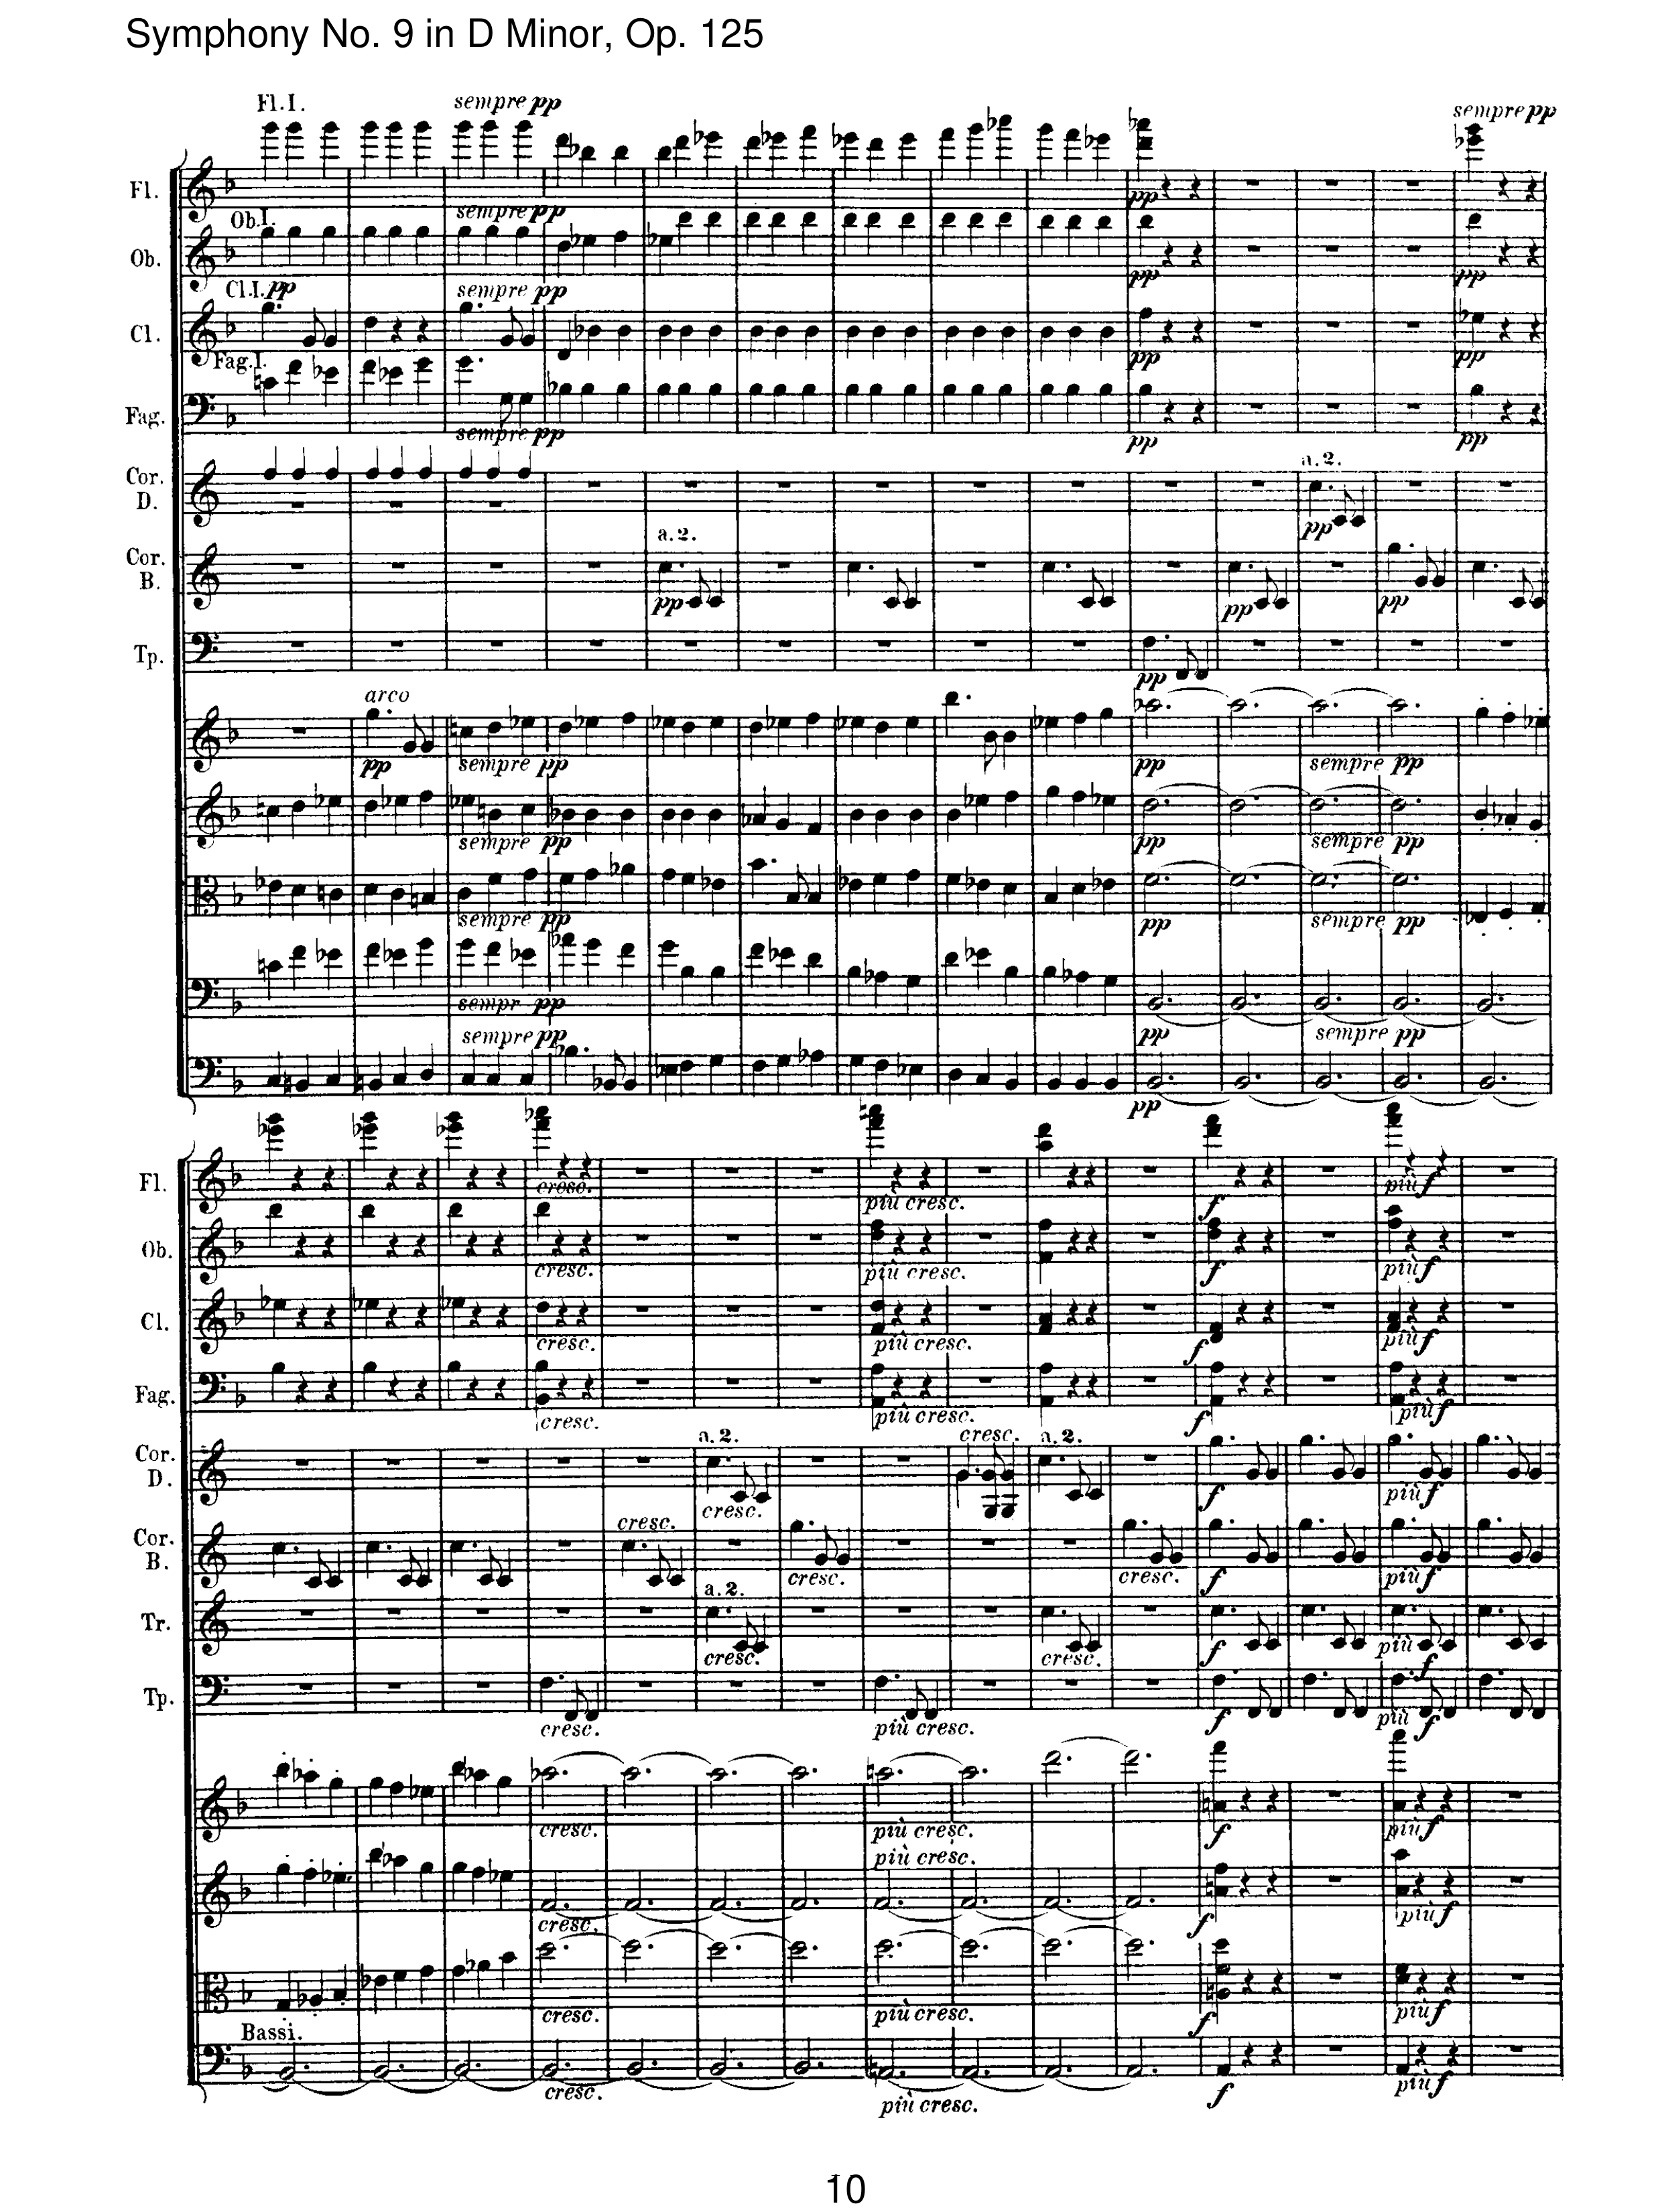 Symphony No. 9 in D Minor, Op. 125
Fl.I. sempre pp sempre pp
Fl. pp
Ob.I. sempre pp
Ob. pp pp pp
Cl.I. sempre pp
Cl. pp pp
Fag.I.
Fag. sempre pp pp pp
Cor. D. a.2. pp
Cor. B. a.2. pp pp pp
Tp. pp
arco
pp sempre pp pp sempre pp
sempre pp pp sempre pp
sempre pp pp sempre pp
sempr pp pp sempre pp
sempre pp
pp
Fl. cresc. più cresc. f più f
Ob. cresc. più cresc. f più f
Cl. cresc. più cresc. f più f
Fag. cresc. più cresc. f più f
Cor. D. a.2. cresc. cresc. a.2. f più f
Cor. B. cresc. cresc. cresc. f più f
Tr. a.2. cresc. cresc. f più f
Tp. cresc. più cresc. f più f
cresc. più cresc. f più f
cresc. più cresc. f più f
cresc. più cresc. f più f
Bassi. cresc. più cresc. f più f
10